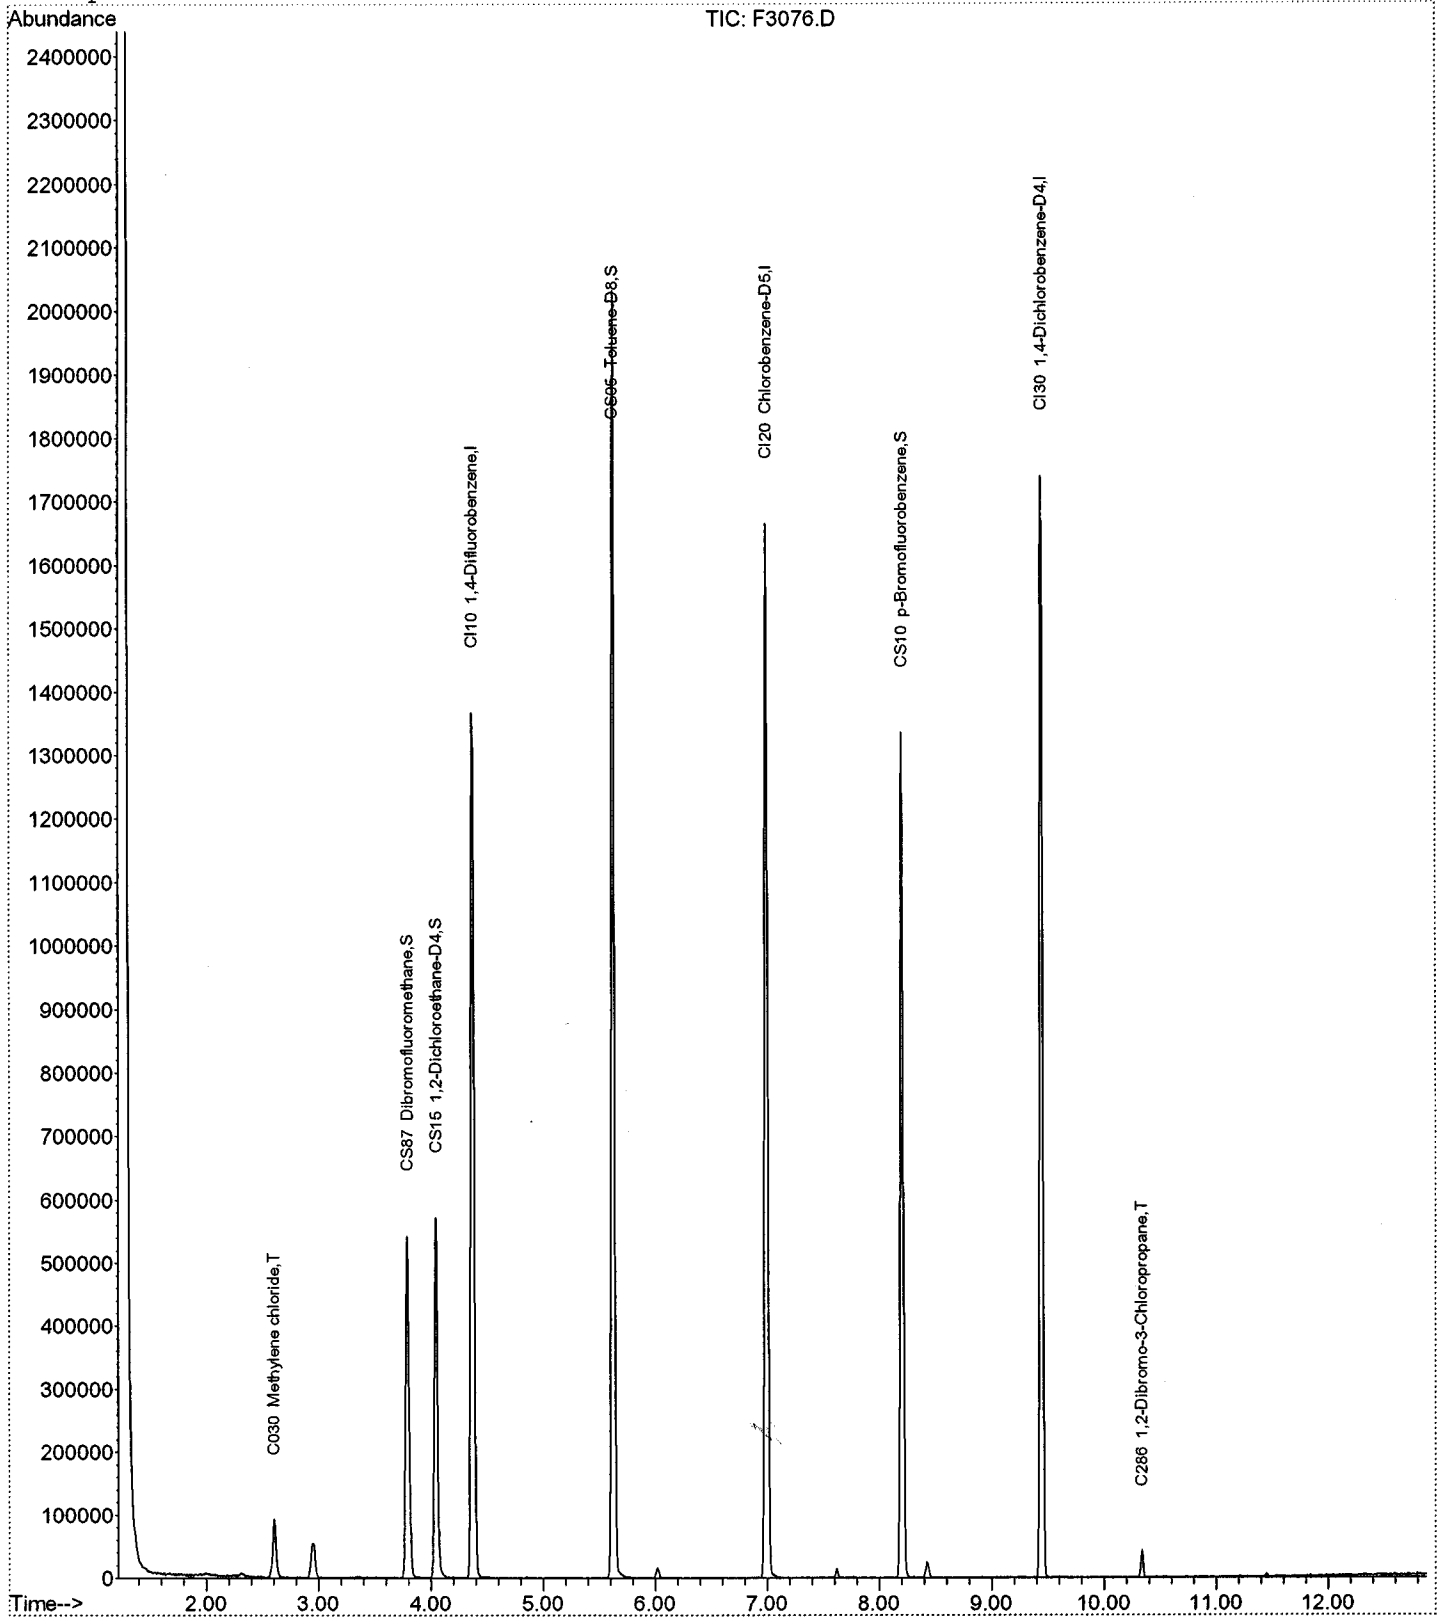 Abundance
TIC: F3076.D
2400000
2300000
2200000
2100000
2000000
1900000
1800000
1700000
1600000
1500000
1400000
1300000
1200000
1100000
1000000
900000
800000
700000
600000
500000
400000
300000
200000
100000
0
C030 Methylene chloride,T
CS87 Dibromofluoromethane,S
CS15 1,2-Dichloroethane-D4,S
CI10 1,4-Difluorobenzene,I
CS05 Toluene-D8,S
CI20 Chlorobenzene-D5,I
CS10 p-Bromofluorobenzene,S
CI30 1,4-Dichlorobenzene-D4,I
C286 1,2-Dibromo-3-Chloropropane,T
Time--> 2.00 3.00 4.00 5.00 6.00 7.00 8.00 9.00 10.00 11.00 12.00